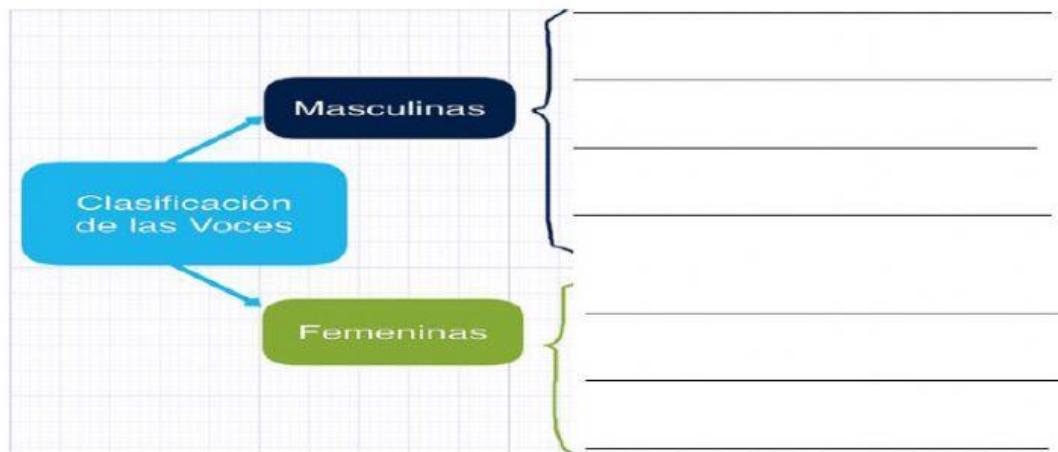 Masculinas
Clasificación
de las Voces
Femeninas